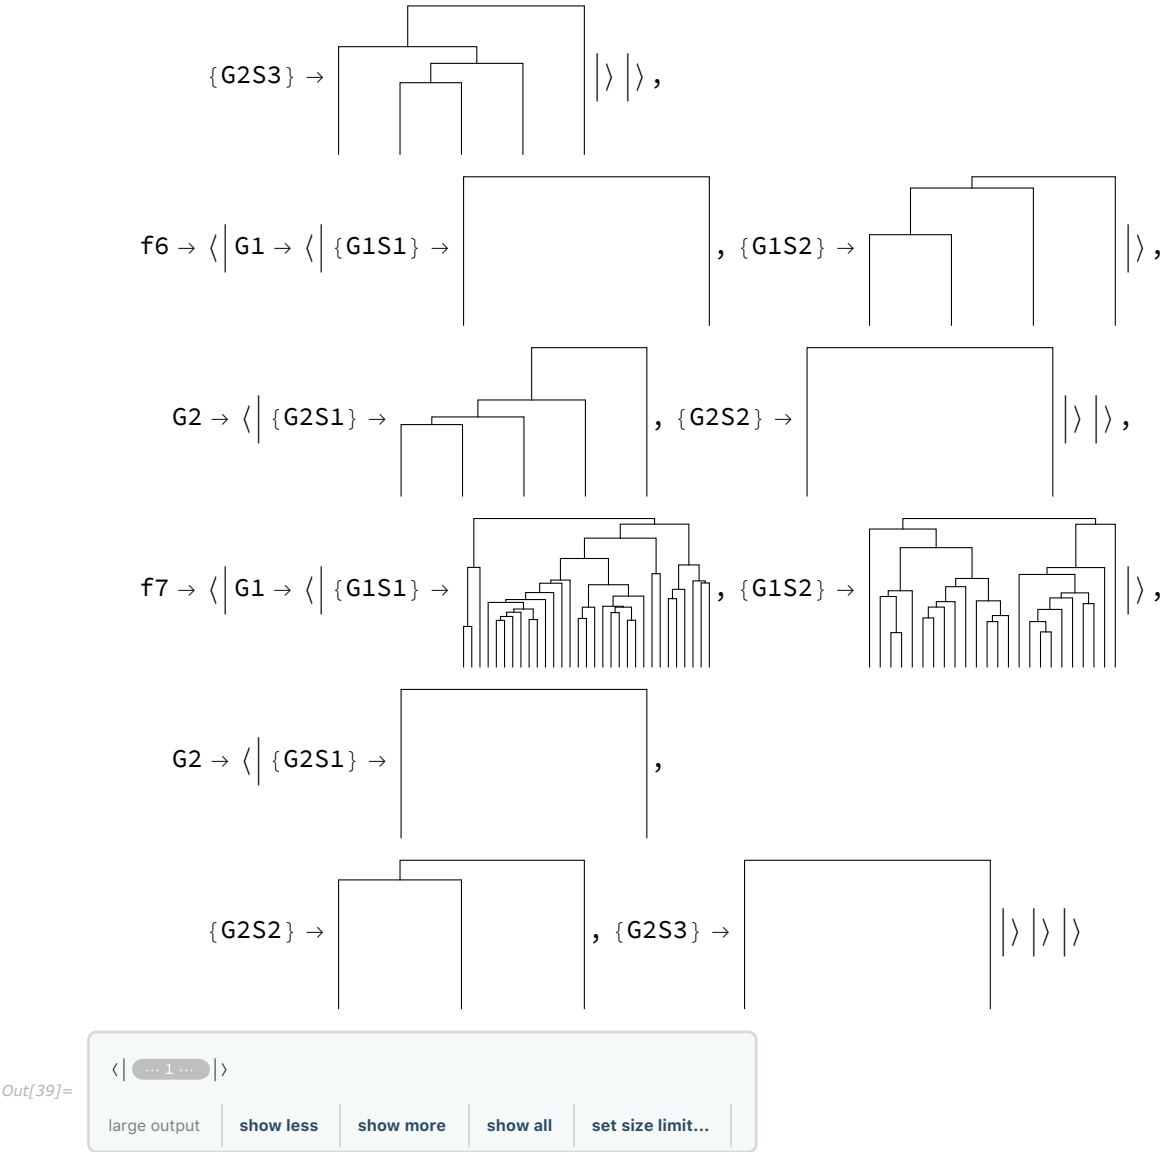 {G2S3} → |〉|〉,
f6 → 〈| G1 → 〈| {G1S1} → , {G1S2} → |〉,
G2 → 〈| {G2S1} → , {G2S2} → |〉|〉,
f7 → 〈| G1 → 〈| {G1S1} → , {G1S2} → |〉,
G2 → 〈| {G2S1} → ,
{G2S2} → , {G2S3} → |〉|〉|〉
〈| ... 1 ... |〉
Out[39]=
large output show less show more show all set size limit...